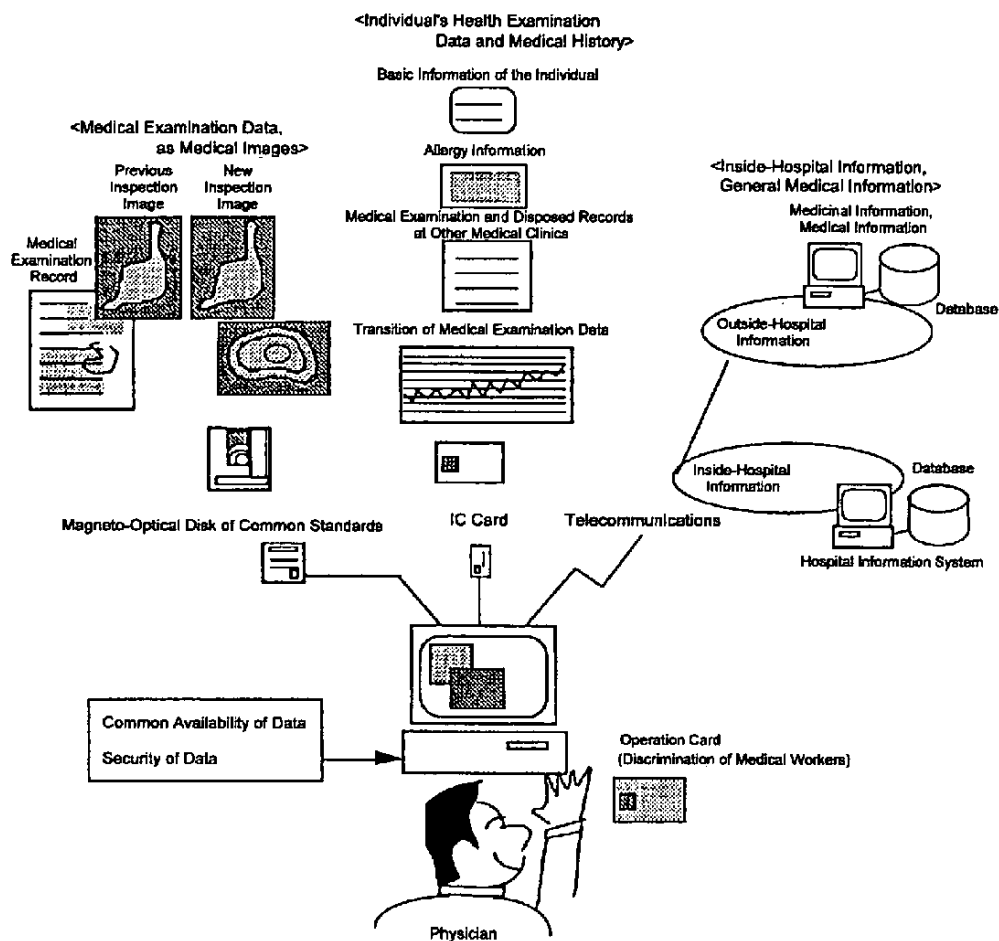 <Individual's Health Examination
Data and Medical History>
Basic Information of the Individual
Allergy Information
Medical Examination and Disposed Records
at Other Medical Clinics
Transition of Medical Examination Data
<Medical Examination Data,
as Medical Images>
Previous
Inspection
Image
New
Inspection
Image
Medical
Examination
Record
<Inside-Hospital Information,
General Medical Information>
Medicinal Information,
Medical Information
Database
Outside-Hospital
Information
Inside-Hospital
Information
Database
Hospital Information System
Magneto-Optical Disk of Common Standards
IC Card
Telecommunications
Common Availability of Data
Security of Data
Operation Card
(Discrimination of Medical Workers)
Physician